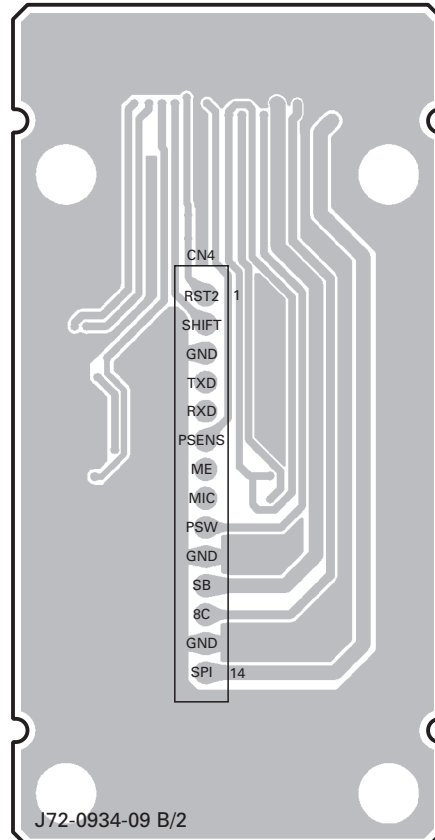 CN4
RST2 1
SHIFT
GND
TXD
RXD
PSENS
ME
MIC
PSW
GND
SB
8C
GND
SPI 14
J72-0934-09 B/2